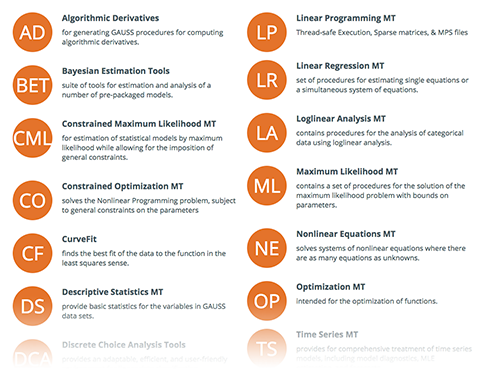 AD
Algorithmic Derivatives
for generating GAUSS procedures for computing
algorithmic derivatives.
BET
Bayesian Estimation Tools
suite of tools for estimation and analysis of a
number of pre-packaged models.
CML
Constrained Maximum Likelihood MT
for estimation of statistical models by maximum
likelihood while allowing for the imposition of
general constraints.
CO
Constrained Optimization MT
solves the Nonlinear Programming problem, subject
to general constraints on the parameters
CF
CurveFit
finds the best fit of the data to the function in the
least squares sense.
DS
Descriptive Statistics MT
provide basic statistics for the variables in GAUSS
data sets.
DCA
Discrete Choice Analysis Tools
provides an adaptable, efficient, and user-friendly
LP
Linear Programming MT
Thread-safe Execution, Sparse matrices, & MPS files
LR
Linear Regression MT
set of procedures for estimating single equations or
a simultaneous system of equations.
LA
Loglinear Analysis MT
contains procedures for the analysis of categorical
data using loglinear analysis.
ML
Maximum Likelihood MT
contains a set of procedures for the solution of the
maximum likelihood problem with bounds on
parameters.
NE
Nonlinear Equations MT
solves systems of nonlinear equations where there
are as many equations as unknowns.
OP
Optimization MT
intended for the optimization of functions.
TS
Time Series MT
provides for comprehensive treatment of time series
models, including model diagnostics, MLE